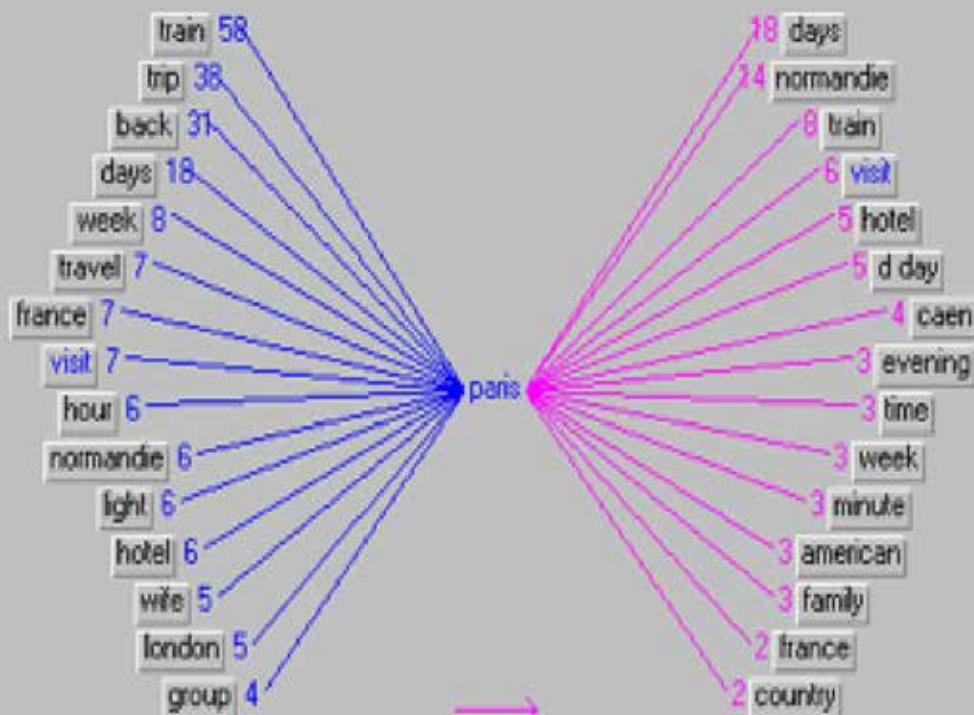 train 58
18 days
trip 38
14 normandie
back 31
8 train
days 18
6 visit
week 8
5 hotel
travel 7
5 d day
france 7
4 caen
visit 7
3 evening
paris
hour 6
3 time
normandie 6
3 week
light 6
3 minute
hotel 6
3 american
wife 5
3 family
london 5
2 france
group 4
2 country